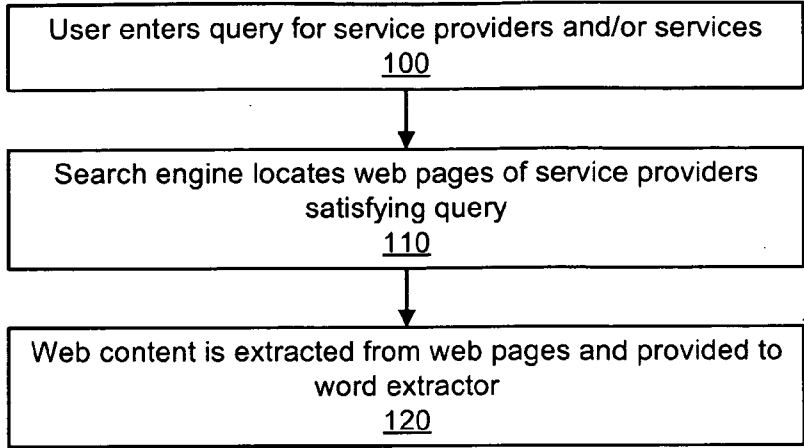 User enters query for service providers and/or services
100
Search engine locates web pages of service providers
satisfying query
110
Web content is extracted from web pages and provided to
word extractor
120